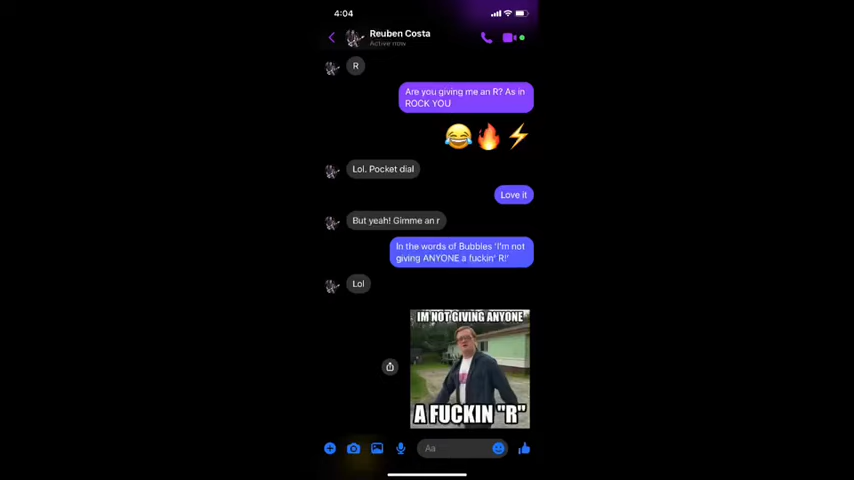 4:04
Reuben Costa
Active now
R
Are you giving me an R? As in
ROCK YOU
Lol. Pocket dial
Love it
But yeah! Gimme an r
In the words of Bubbles 'I'm not
giving ANYONE a fuckin' R!'
Lol
IM NOT GIVING ANYONE
A FUCKIN "R"
Aa